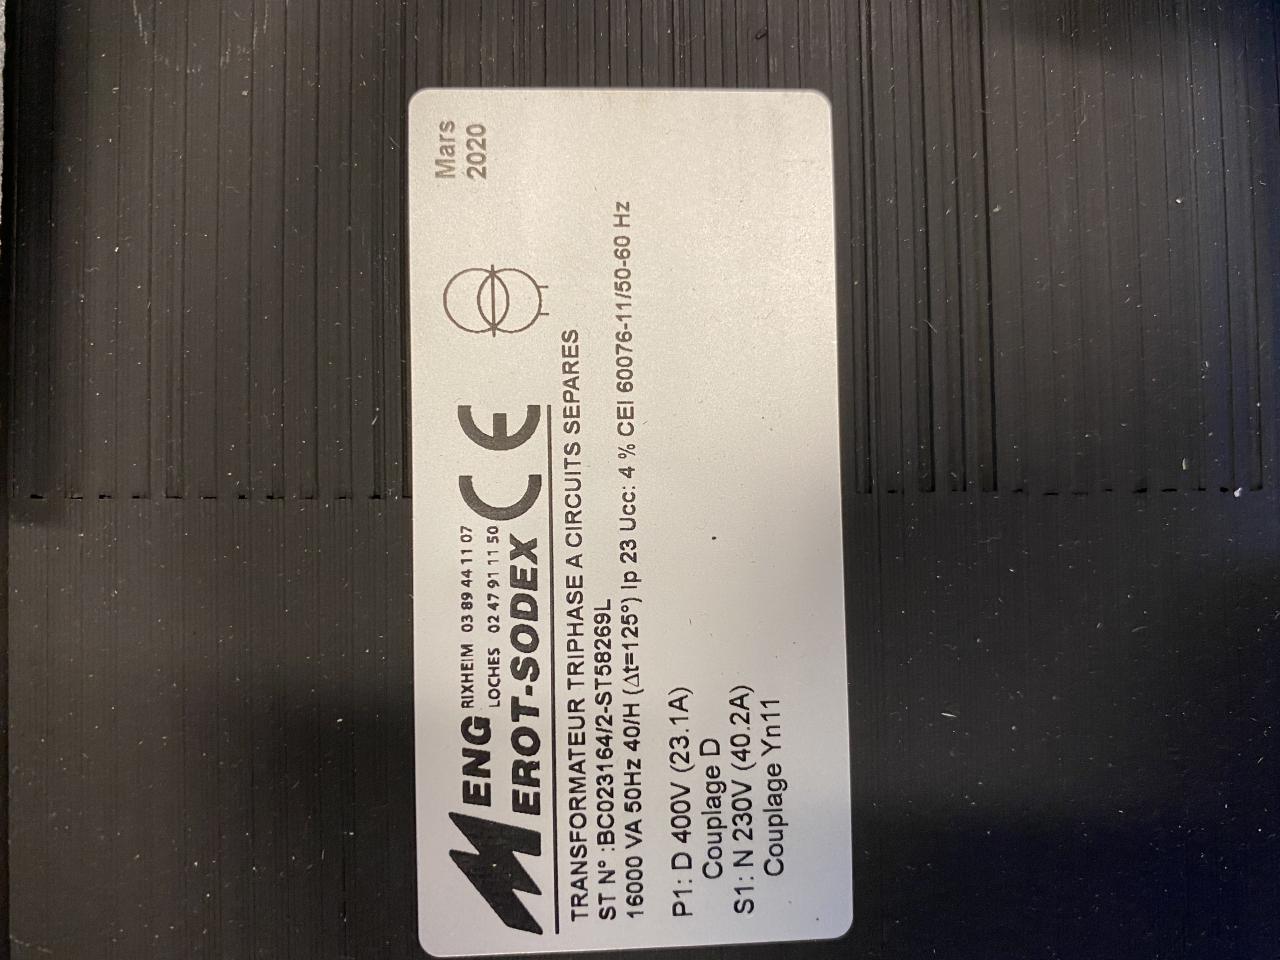 MENG RIXHEIM 03 89 44 11 07
LOCHES 02 47 91 11 50
MEROT-SODEX CE
Mars
2020
TRANSFORMATEUR TRIPHASE A CIRCUITS SEPARES
ST N° :BC023164/2-ST58269L
16000 VA 50Hz 40/H (Δt=125°) Ip 23 Ucc: 4 % CEI 60076-11/50-60 Hz
P1: D 400V (23.1A)
Couplage D
S1: N 230V (40.2A)
Couplage Yn11